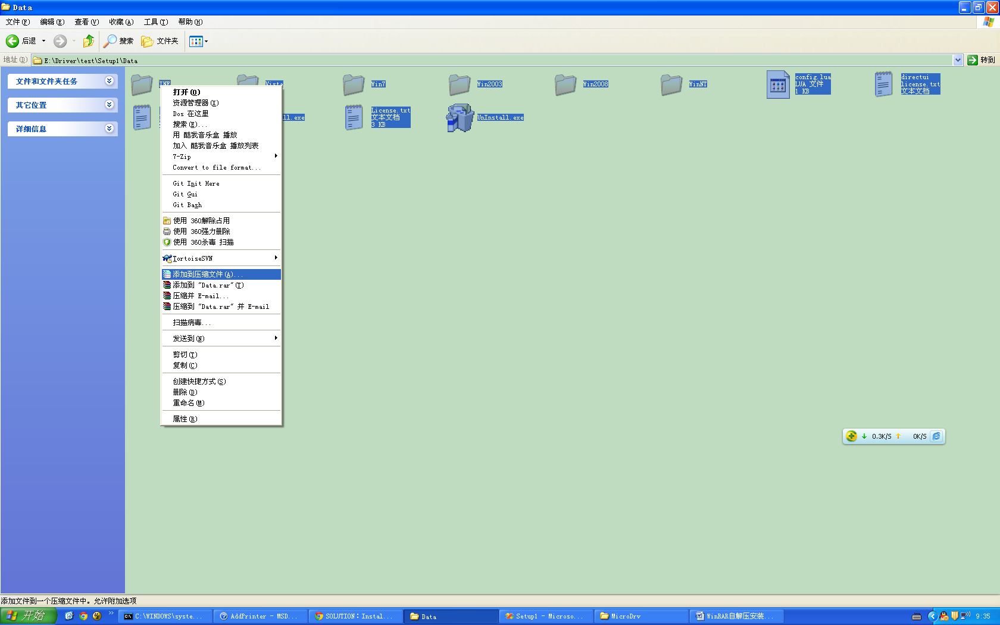 Data
文件(F) 编辑(E) 查看(V) 收藏(A) 工具(T) 帮助(H)
后退 搜索 文件夹
地址(D) E:\Driver\test\Setup1\Data 转到
文件和文件夹任务
其它位置
详细信息
INF
Vista
Win7
Win2003
Win2008
WinNT
config.lua
LUA 文件
1 KB
directui
license.txt
文本文档
ll.exe
License.txt
文本文档
3 KB
UnInstall.exe
打开(O)
资源管理器(X)
Dos 在这里
搜索(E)...
用 酷我音乐盒 播放
加入 酷我音乐盒 播放列表
7-Zip
Convert to file format...
Git Init Here
Git Gui
Git Bash
使用 360解除占用
使用 360强力删除
使用 360杀毒 扫描
TortoiseSVN
添加到压缩文件(A)...
添加到 "Data.rar"(T)
压缩并 E-mail...
压缩到 "Data.rar" 并 E-mail
扫描病毒...
发送到(N)
剪切(T)
复制(C)
创建快捷方式(S)
删除(D)
重命名(M)
属性(R)
0.3K/S 0K/S
添加文件到一个压缩文件中。允许附加选项
开始 C:\WINDOWS\syste... AddPrinter - MSD... SOLUTION：Instal... Data Setup1 - Microso... MicroDrv WinRAR自解压安装... 9:35